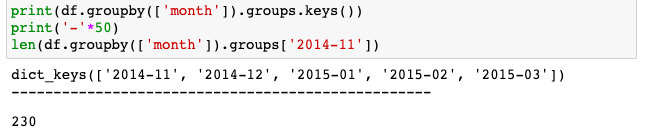 print(df.groupby(['month']).groups.keys())
print('-'*50)
len(df.groupby(['month']).groups['2014-11'])
dict_keys(['2014-11', '2014-12', '2015-01', '2015-02', '2015-03'])
--------------------------------------------------
230